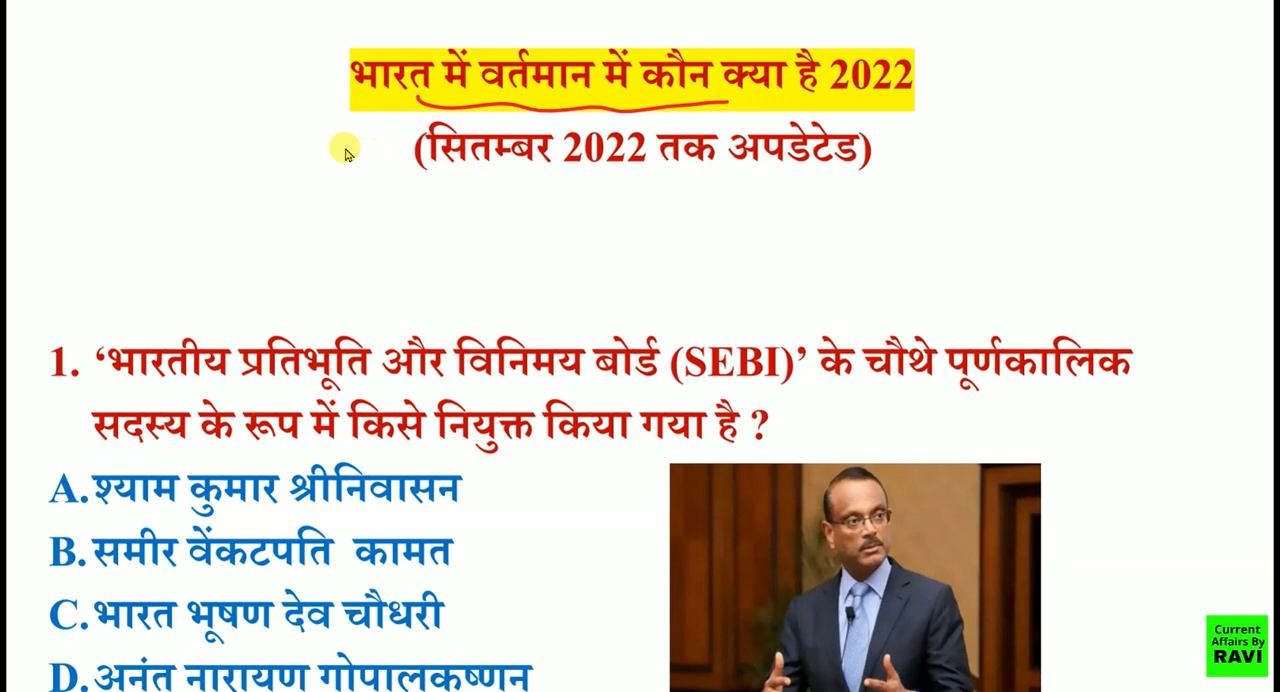 भारत में वर्तमान में कौन क्या है 2022
(सितम्बर 2022 तक अपडेटेड)
1. ‘भारतीय प्रतिभूति और विनिमय बोर्ड (SEBI)’ के चौथे पूर्णकालिक
सदस्य के रूप में किसे नियुक्त किया गया है ?
A.श्याम कुमार श्रीनिवासन
B.समीर वेंकटपति कामत
C.भारत भूषण देव चौधरी
D.अनंत नारायण गोपालकृष्णन
Current
Affairs By
RAVI